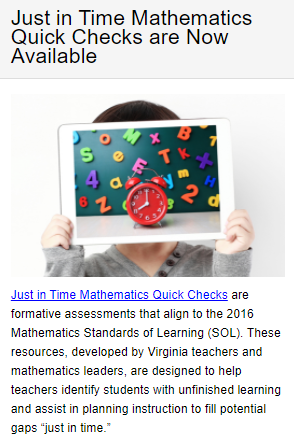 Just in Time Mathematics
Quick Checks are Now
Available
Just in Time Mathematics Quick Checks are
formative assessments that align to the 2016
Mathematics Standards of Learning (SOL). These
resources, developed by Virginia teachers and
mathematics leaders, are designed to help
teachers identify students with unfinished learning
and assist in planning instruction to fill potential
gaps “just in time.”